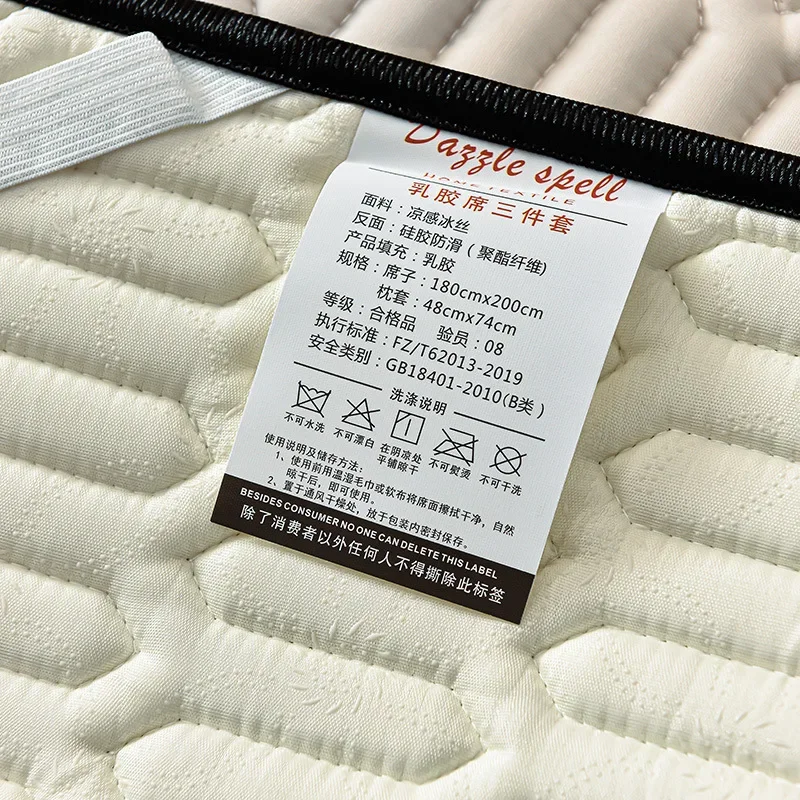 Dazzle spell
HOME TEXTILE
乳胶席三件套
面料：凉感冰丝
反面：硅胶防滑（聚酯纤维）
产品填充：乳胶
规格：席子：180cmx200cm
枕套：48cmx74cm
等级：合格品 验员：08
执行标准：FZ/T62013-2019
安全类别：GB18401-2010(B类）
洗涤说明
不可水洗 不可漂白 在阴凉处平铺晾干 不可熨烫 不可干洗
使用说明及储存方法：
1、使用前用温湿毛巾或软布将席面擦拭干净，自然
晾干后，即可使用。
2、置于通风干燥处，放于包装内密封保存。
BESIDES CONSUMER NO ONE CAN DELETE THIS LABEL
除了消费者以外任何人不得撕除此标签